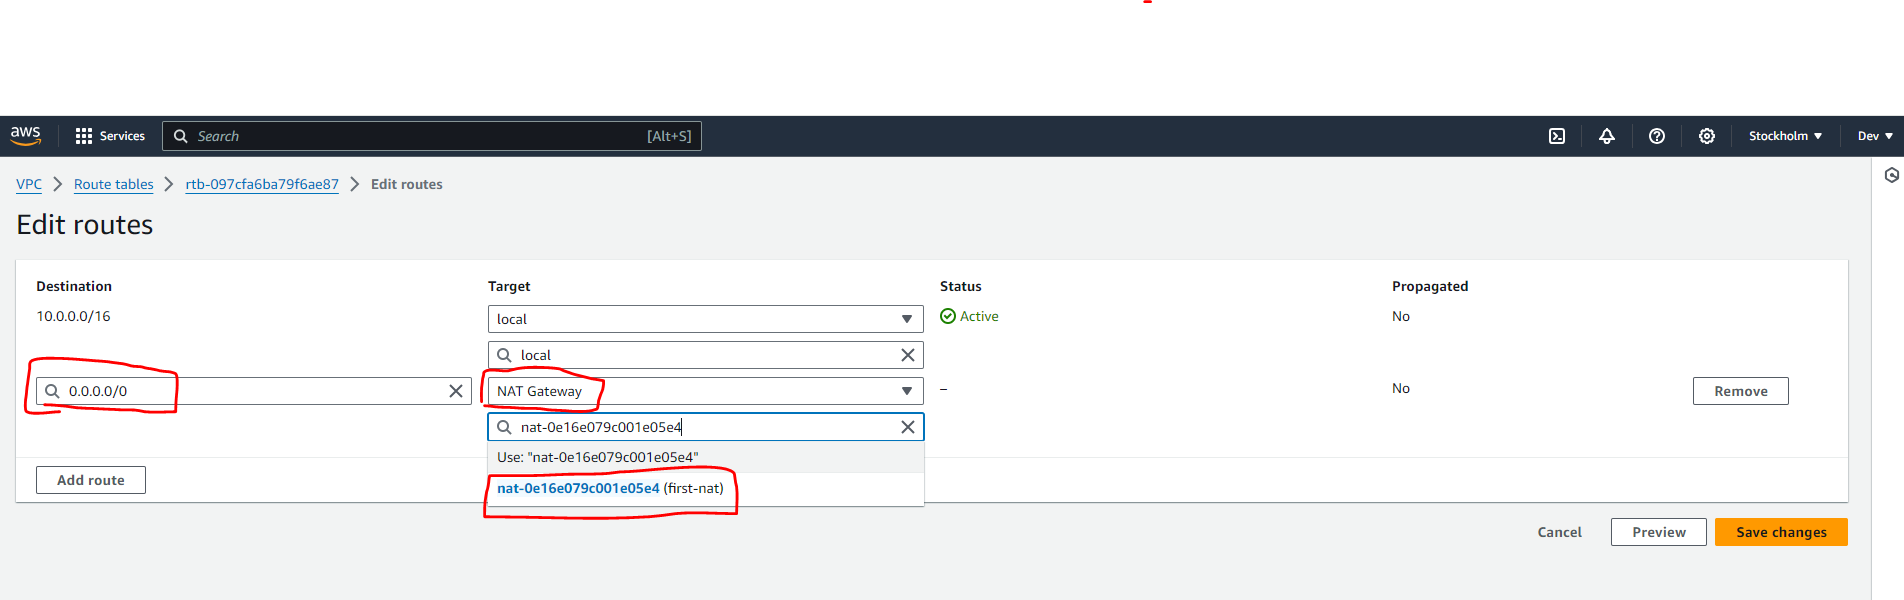 aws Services Search [Alt+S] Stockholm Dev
VPC Route tables rtb-097cfa6ba79f6ae87 Edit routes
Edit routes
Destination Target Status Propagated
10.0.0.0/16 local Active No
local
0.0.0.0/0 NAT Gateway – No Remove
nat-0e16e079c001e05e4
Use: "nat-0e16e079c001e05e4"
Add route nat-0e16e079c001e05e4 (first-nat)
Cancel Preview Save changes